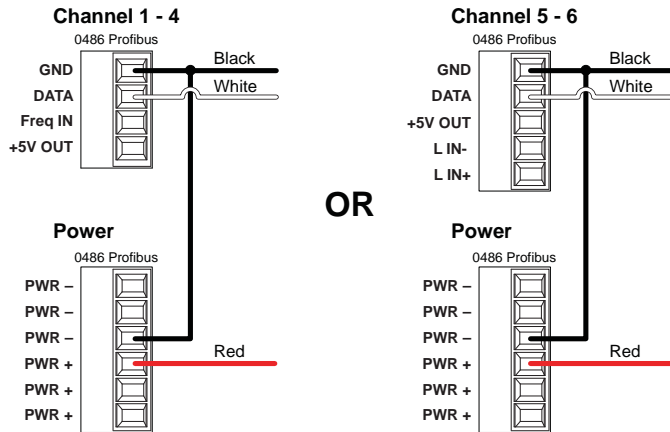 Channel 1 - 4
0486 Profibus
GND
DATA
Freq IN
+5V OUT
Black
White
Power
0486 Profibus
PWR –
PWR –
PWR –
PWR +
PWR +
PWR +
Red
OR
Channel 5 - 6
0486 Profibus
GND
DATA
+5V OUT
L IN-
L IN+
Black
White
Power
0486 Profibus
PWR –
PWR –
PWR –
PWR +
PWR +
PWR +
Red